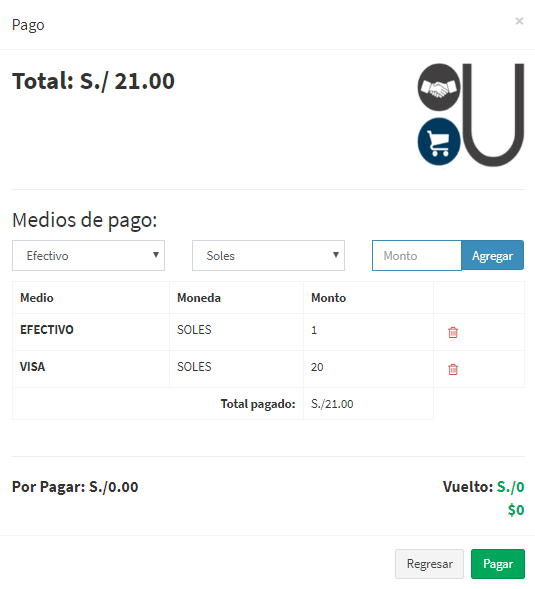 Pago ×
Total: S./ 21.00
U
Medios de pago:
Efectivo Soles Monto Agregar
Medio Moneda Monto
EFECTIVO SOLES 1
VISA SOLES 20
Total pagado: S./21.00
Por Pagar: S./0.00 Vuelto: S./0
$0
Regresar Pagar